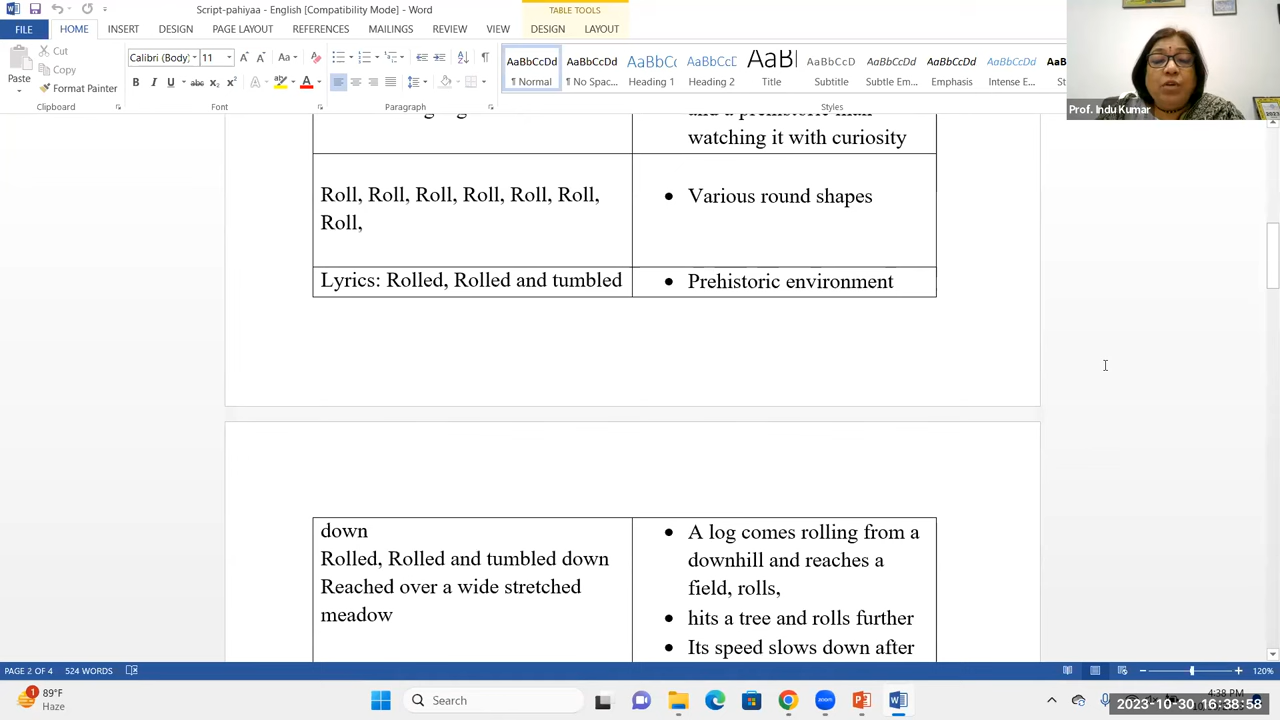 Script-pahiyaa - English [Compatibility Mode] - Word
TABLE TOOLS
FILE HOME INSERT DESIGN PAGE LAYOUT REFERENCES MAILINGS REVIEW VIEW DESIGN LAYOUT
Paste
Cut
Copy
Format Painter
Calibri (Body) 11
AaBbCcDd AaBbCcDd AaBbCc AaBbCcD AaBl AaBbCcD AaBbCcDd AaBbCcDd AaBbCcDd
¶ Normal ¶ No Spac... Heading 1 Heading 2 Title Subtitle Subtle Em... Emphasis Intense E...
Clipboard Font Paragraph Styles
Prof. Indu Kumar
watching it with curiosity
Roll, Roll, Roll, Roll, Roll, Roll,
Roll,
• Various round shapes
Lyrics: Rolled, Rolled and tumbled
• Prehistoric environment
down
Rolled, Rolled and tumbled down
Reached over a wide stretched
meadow
• A log comes rolling from a
downhill and reaches a
field, rolls,
• hits a tree and rolls further
• Its speed slows down after
PAGE 2 OF 4 524 WORDS 120%
89°F
Haze
Search
4:38 PM
2023-10-30 16:38:58